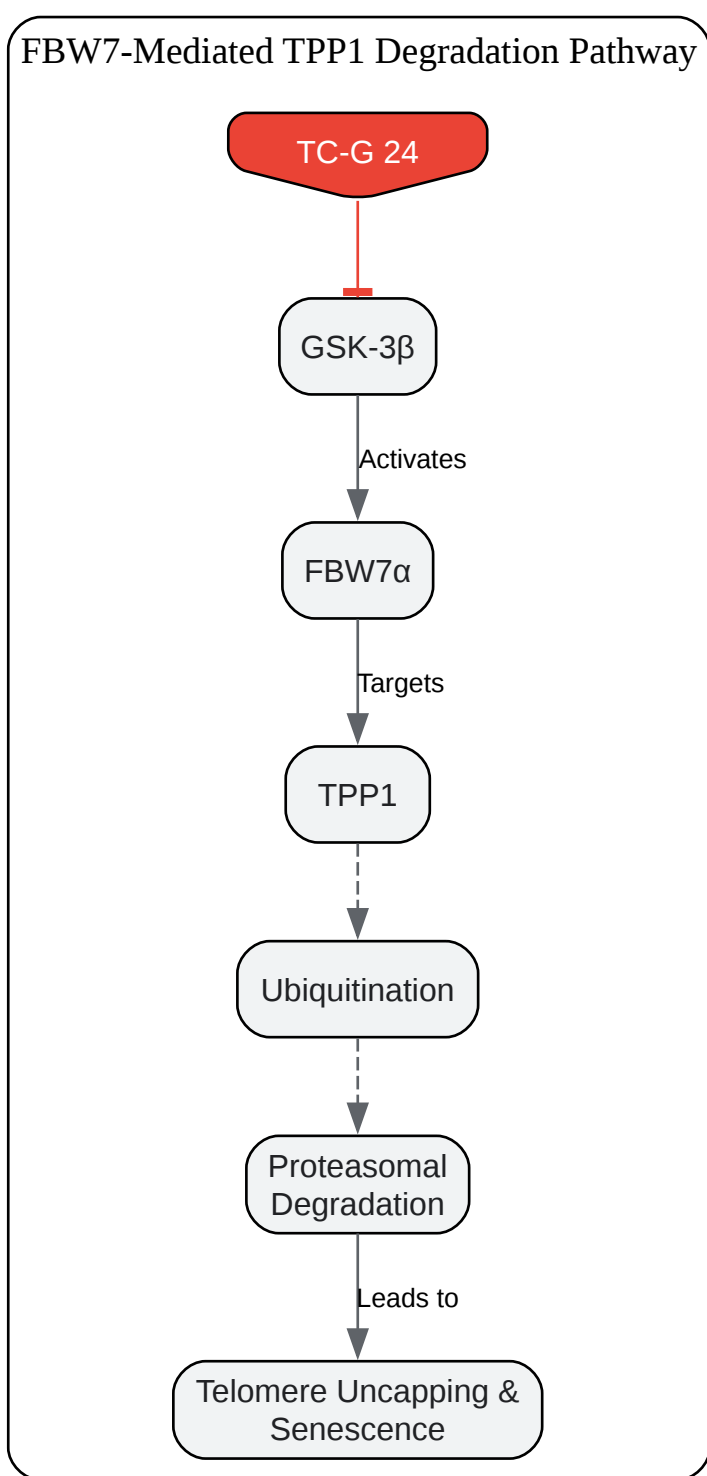 FBW7-Mediated TPP1 Degradation Pathway
TC-G 24
GSK-3β
Activates
FBW7α
Targets
TPP1
Ubiquitination
Proteasomal
Degradation
Leads to
Telomere Uncapping &
Senescence